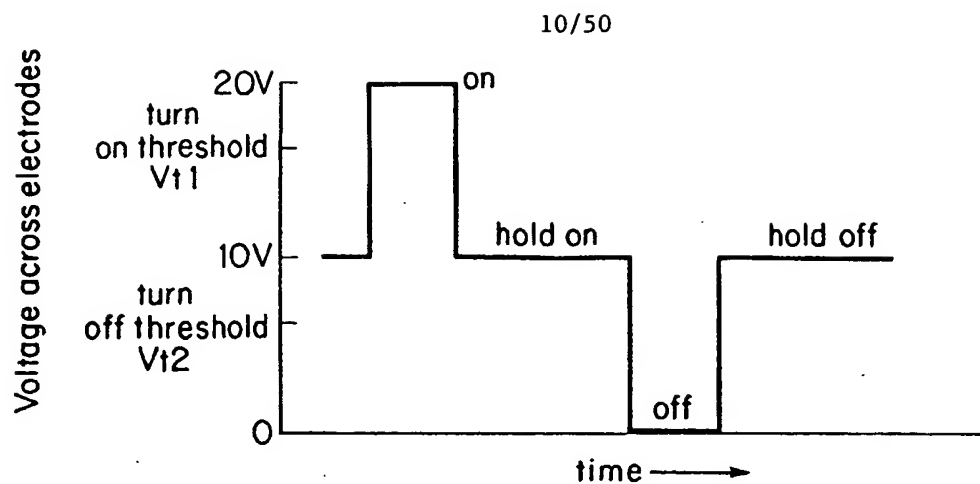 10/50
Voltage across electrodes
20V
on
turn
on threshold
Vt1
10V
hold on
hold off
turn
off threshold
Vt2
off
0
time